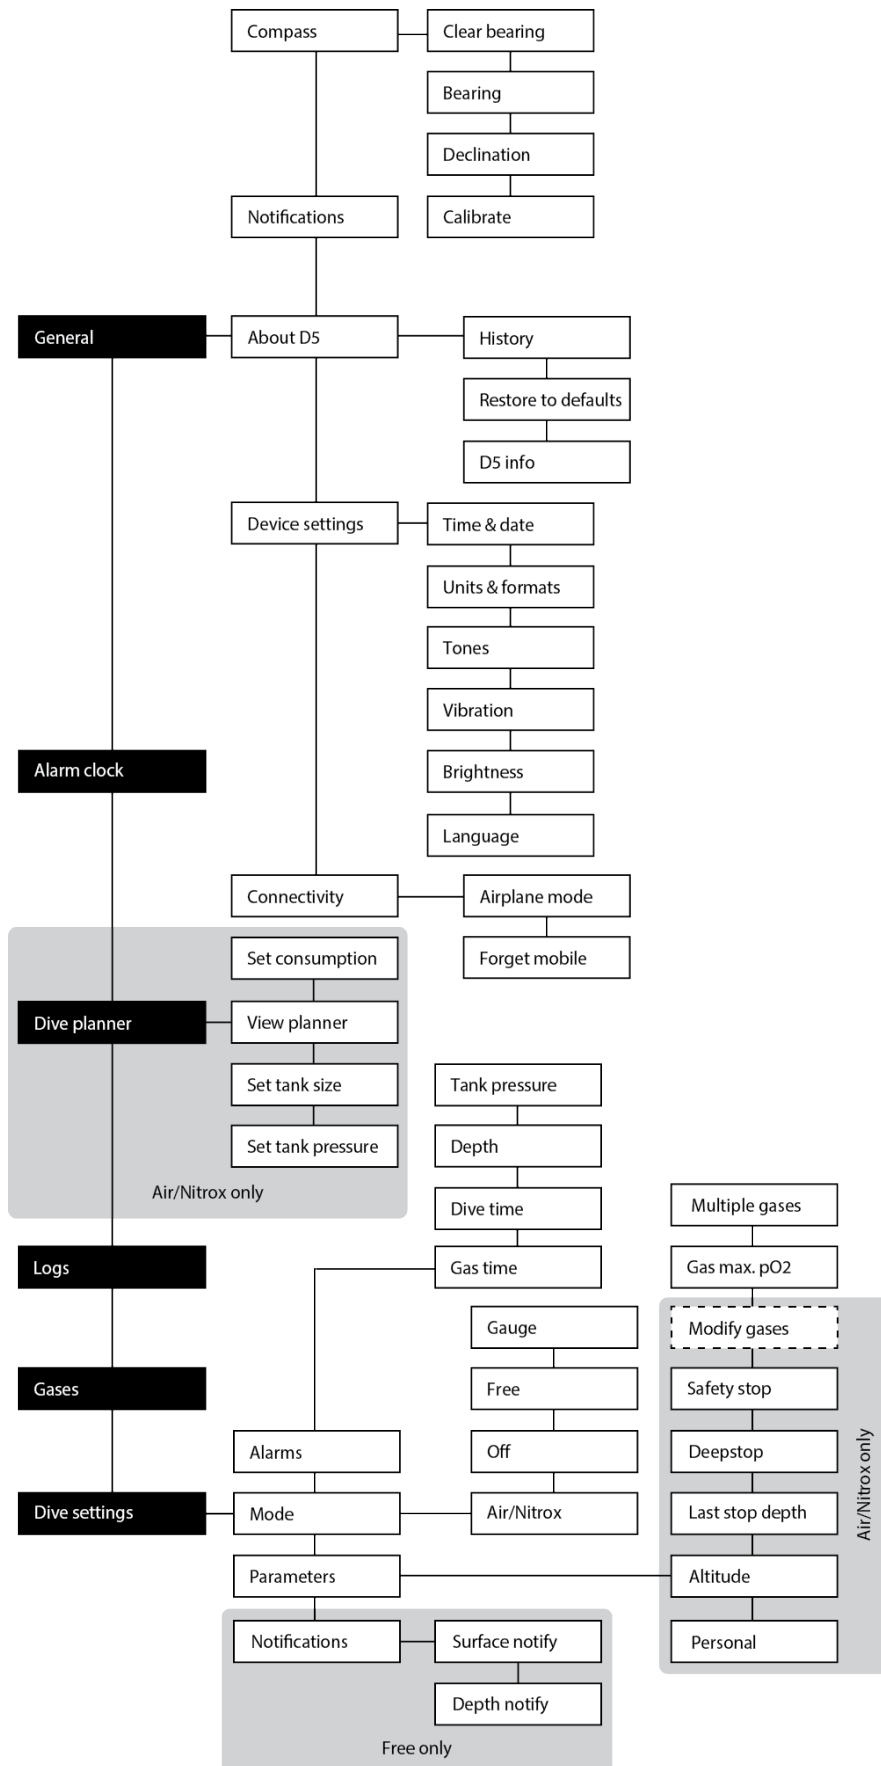 Compass
Clear bearing
Bearing
Declination
Notifications
Calibrate
General
About D5
History
Restore to defaults
D5 info
Device settings
Time & date
Units & formats
Tones
Vibration
Alarm clock
Brightness
Language
Connectivity
Airplane mode
Set consumption
Forget mobile
Dive planner
View planner
Set tank size
Tank pressure
Set tank pressure
Depth
Air/Nitrox only
Dive time
Multiple gases
Logs
Gas time
Gas max. pO2
Gauge
Modify gases
Gases
Free
Safety stop
Alarms
Off
Deepstop
Air/Nitrox only
Dive settings
Mode
Air/Nitrox
Last stop depth
Parameters
Altitude
Notifications
Surface notify
Personal
Depth notify
Free only